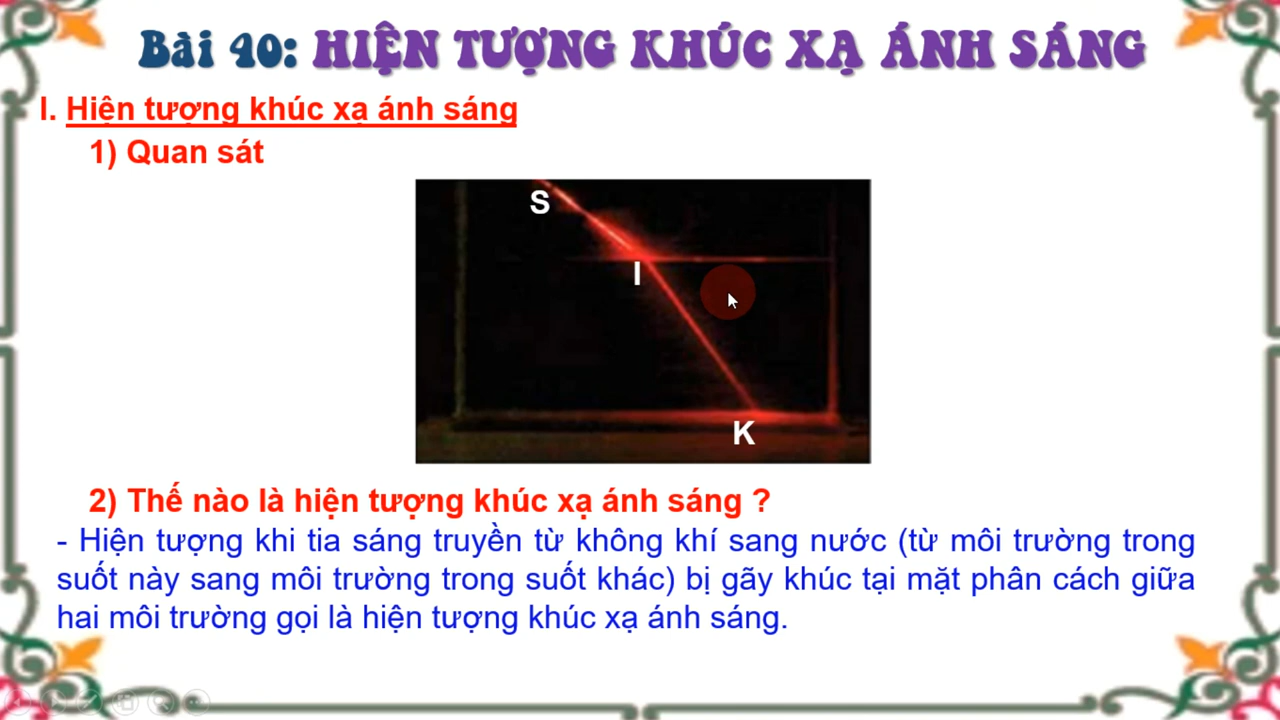 Bài 40: HIỆN TƯỢNG KHÚC XẠ ÁNH SÁNG
I. Hiện tượng khúc xạ ánh sáng
1) Quan sát
S
I
K
2) Thế nào là hiện tượng khúc xạ ánh sáng ?
- Hiện tượng khi tia sáng truyền từ không khí sang nước (từ môi trường trong
suốt này sang môi trường trong suốt khác) bị gãy khúc tại mặt phân cách giữa
hai môi trường gọi là hiện tượng khúc xạ ánh sáng.